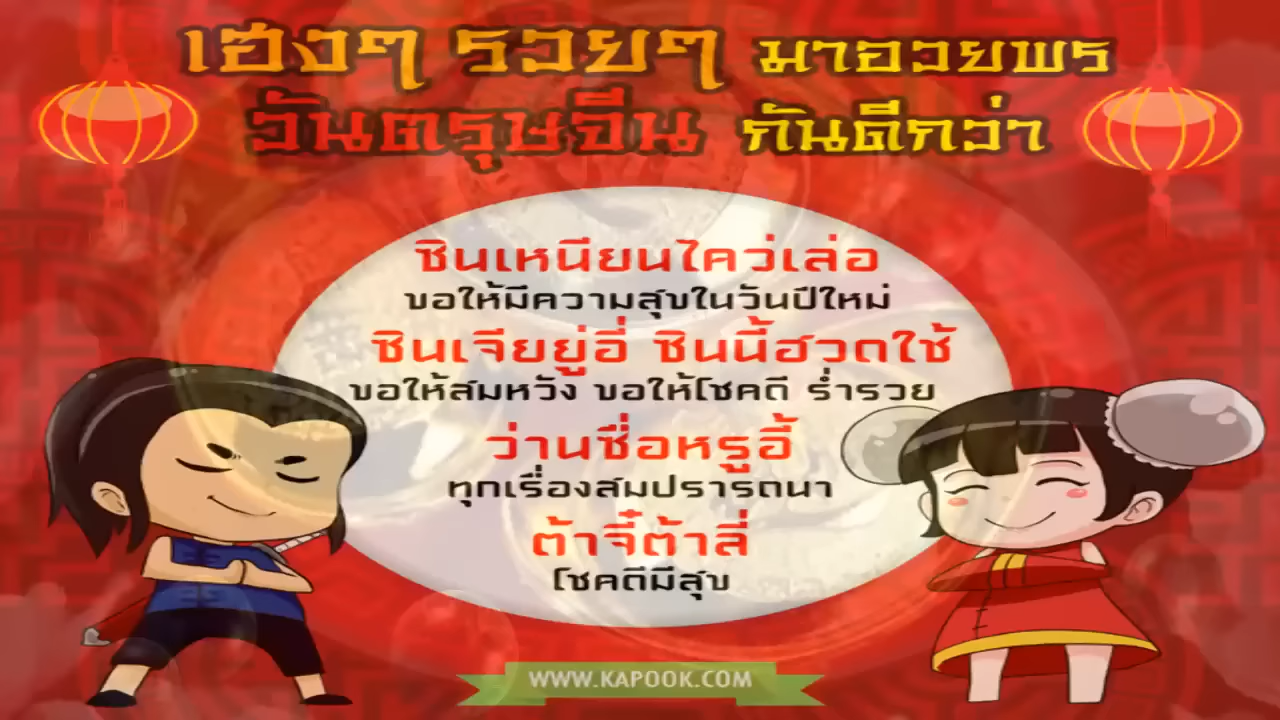 เฮงๆ รวยๆ มาอวยพร
วันตรุษจีน กันดีกว่า
ชินเหนียนไคว่เล่อ
ขอให้มีความสุขในวันปีใหม่
ชินเจียยู่อี่ ชินนี้ฮวดใช้
ขอให้สมหวัง ขอให้โชคดี ร่ำรวย
ว่านซื่อหรูอี้
ทุกเรื่องสมปรารถนา
ต้าจี๋ต้าลี่
โชคดีมีสุข
WWW.KAPOOK.COM